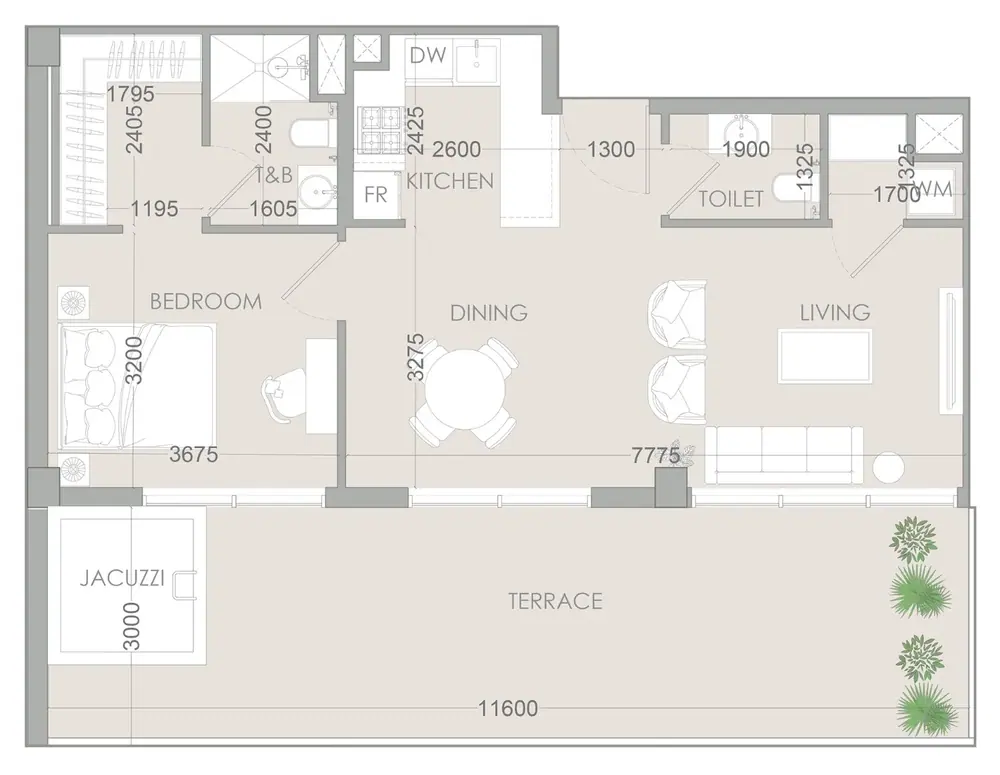 DW
1795
2405
2400
2425
2600
1300
1900
1325
1325
T&B
KITCHEN
FR
TOILET
1700
WM
1195
1605
BEDROOM
DINING
LIVING
3200
3275
3675
7775
JACUZZI
TERRACE
3000
11600